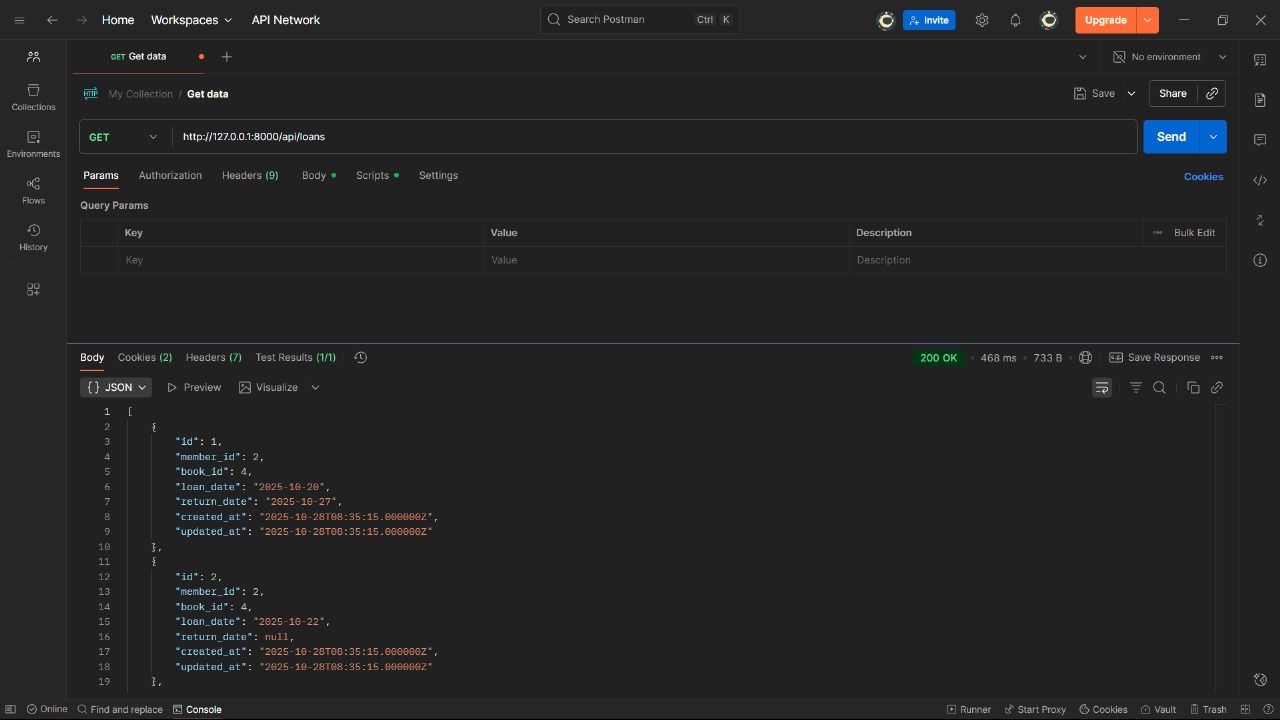 Home Workspaces API Network Search Postman Ctrl K Invite Upgrade
GET Get data No environment
HTTP My Collection / Get data Save Share
GET http://127.0.0.1:8000/api/loans Send
Params Authorization Headers (9) Body Scripts Settings Cookies
Query Params
Key Value Description Bulk Edit
Key Value Description
Collections
Environments
Flows
History
Body Cookies (2) Headers (7) Test Results (1/1) 200 OK 468 ms 733 B Save Response
{} JSON Preview Visualize
1 [
2 {
3 "id": 1,
4 "member_id": 2,
5 "book_id": 4,
6 "loan_date": "2025-10-20",
7 "return_date": "2025-10-27",
8 "created_at": "2025-10-28T08:35:15.000000Z",
9 "updated_at": "2025-10-28T08:35:15.000000Z"
10 },
11 {
12 "id": 2,
13 "member_id": 2,
14 "book_id": 4,
15 "loan_date": "2025-10-22",
16 "return_date": null,
17 "created_at": "2025-10-28T08:35:15.000000Z",
18 "updated_at": "2025-10-28T08:35:15.000000Z"
19 },
Online Find and replace Console Runner Start Proxy Cookies Vault Trash